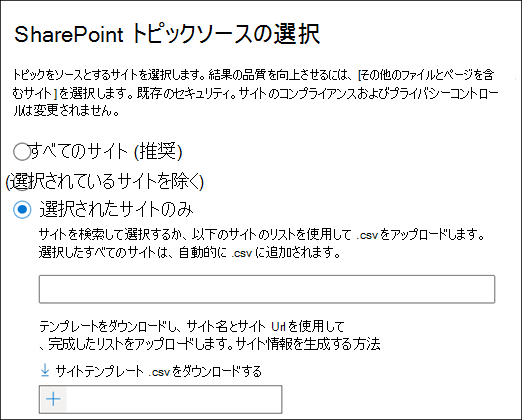 SharePoint トピックソースの選択
トピックをソースとするサイトを選択します。結果の品質を向上させるには、[その他のファイルとページを含
むサイト] を選択します。既存のセキュリティ。サイトのコンプライアンスおよびプライバシーコントロー
ルは変更されません。
すべてのサイト (推奨)
(選択されているサイトを除く)
選択されたサイトのみ
サイトを検索して選択するか、以下のサイトのリストを使用して .csv をアップロードします。
選択したすべてのサイトは、自動的に .csv に追加されます。
テンプレートをダウンロードし、サイト名とサイト Url を使用して
、完成したリストをアップロードします。サイト情報を生成する方法
サイトテンプレート .csv をダウンロードする